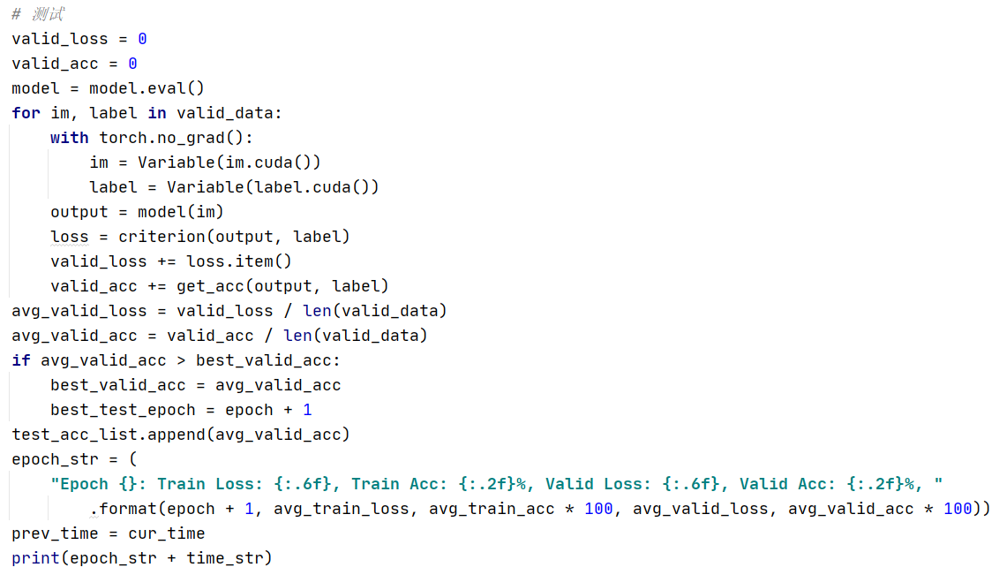 # 测试
valid_loss = 0
valid_acc = 0
model = model.eval()
for im, label in valid_data:
    with torch.no_grad():
        im = Variable(im.cuda())
        label = Variable(label.cuda())
    output = model(im)
    loss = criterion(output, label)
    valid_loss += loss.item()
    valid_acc += get_acc(output, label)
avg_valid_loss = valid_loss / len(valid_data)
avg_valid_acc = valid_acc / len(valid_data)
if avg_valid_acc > best_valid_acc:
    best_valid_acc = avg_valid_acc
    best_test_epoch = epoch + 1
test_acc_list.append(avg_valid_acc)
epoch_str = (
    "Epoch {}: Train Loss: {:.6f}, Train Acc: {:.2f}%, Valid Loss: {:.6f}, Valid Acc: {:.2f}%, "
        .format(epoch + 1, avg_train_loss, avg_train_acc * 100, avg_valid_loss, avg_valid_acc * 100))
prev_time = cur_time
print(epoch_str + time_str)